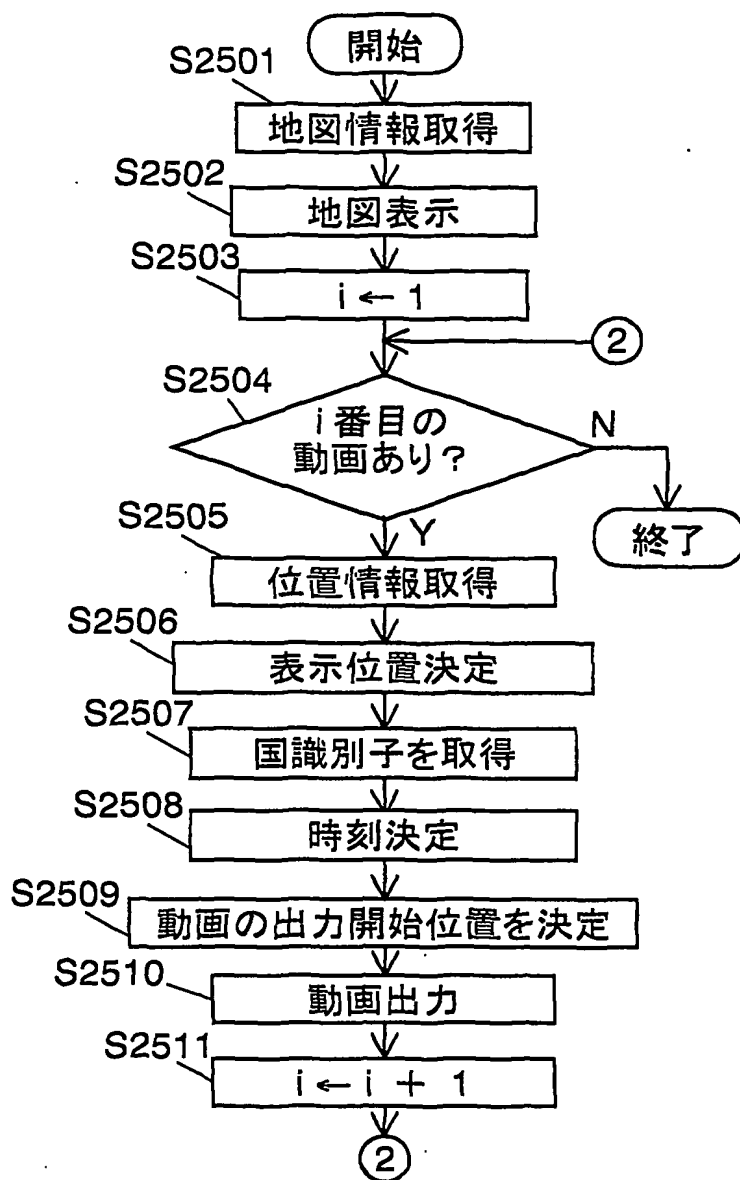 開始
S2501
地図情報取得
S2502
地図表示
S2503
i ← 1
②
S2504
i番目の
動画あり?
N
終了
Y
S2505
位置情報取得
S2506
表示位置決定
S2507
国識別子を取得
S2508
時刻決定
S2509
動画の出力開始位置を決定
S2510
動画出力
S2511
i ← i + 1
②